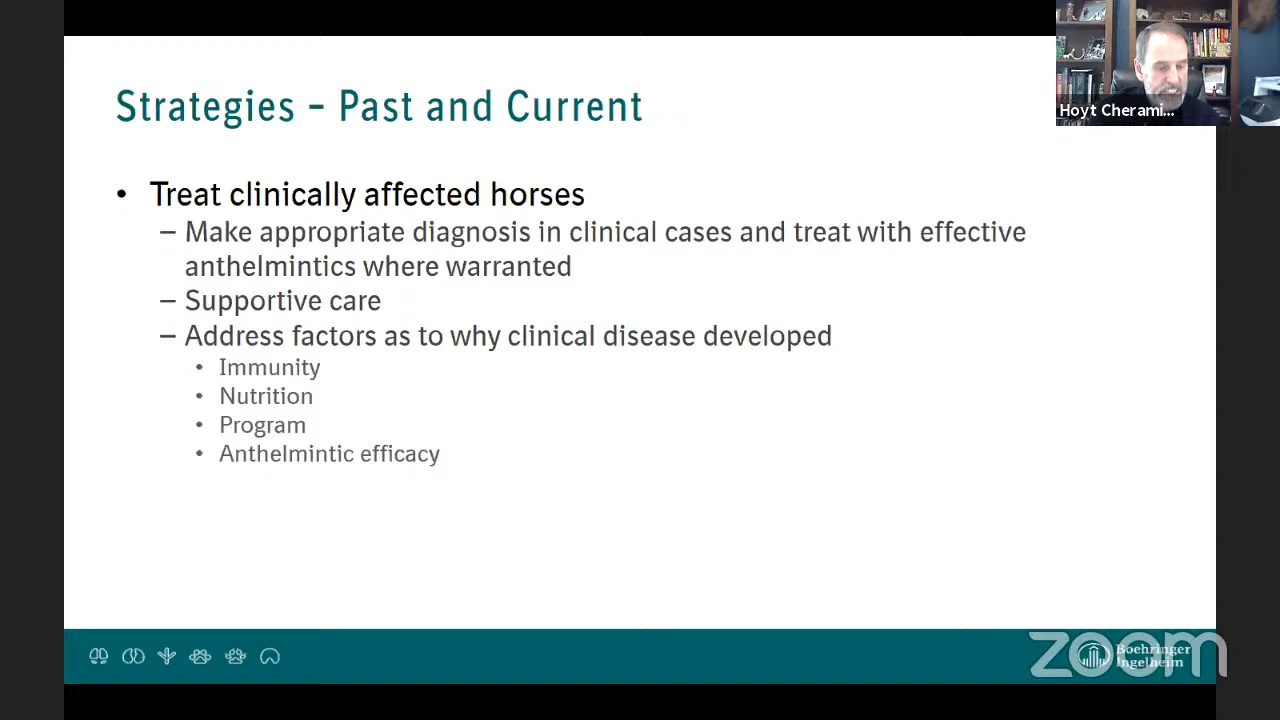 Strategies – Past and Current
Hoyt Cherami...
• Treat clinically affected horses
– Make appropriate diagnosis in clinical cases and treat with effective
anthelmintics where warranted
– Supportive care
– Address factors as to why clinical disease developed
• Immunity
• Nutrition
• Program
• Anthelmintic efficacy
zoom
Boehringer
Ingelheim